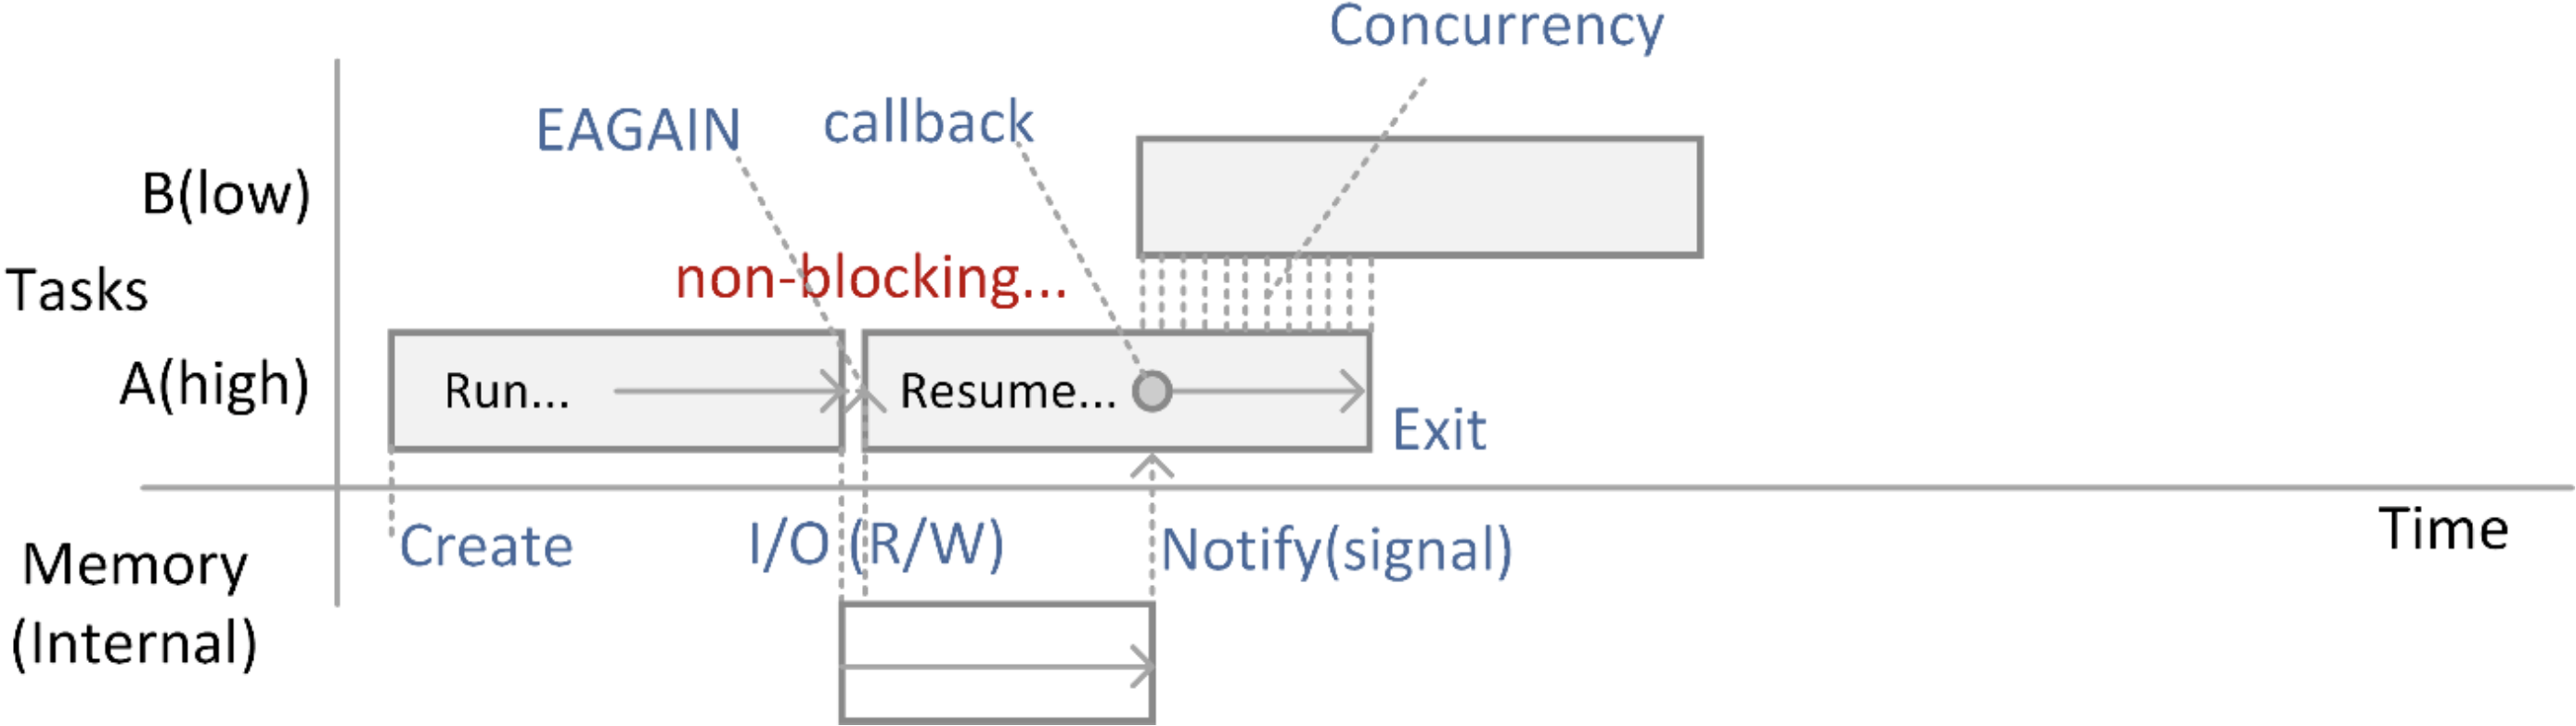 Concurrency
EAGAIN
callback
B(low)
non-blocking...
Tasks
A(high)
Run...
Resume...
Exit
Create
I/O (R/W)
Notify(signal)
Time
Memory
(Internal)